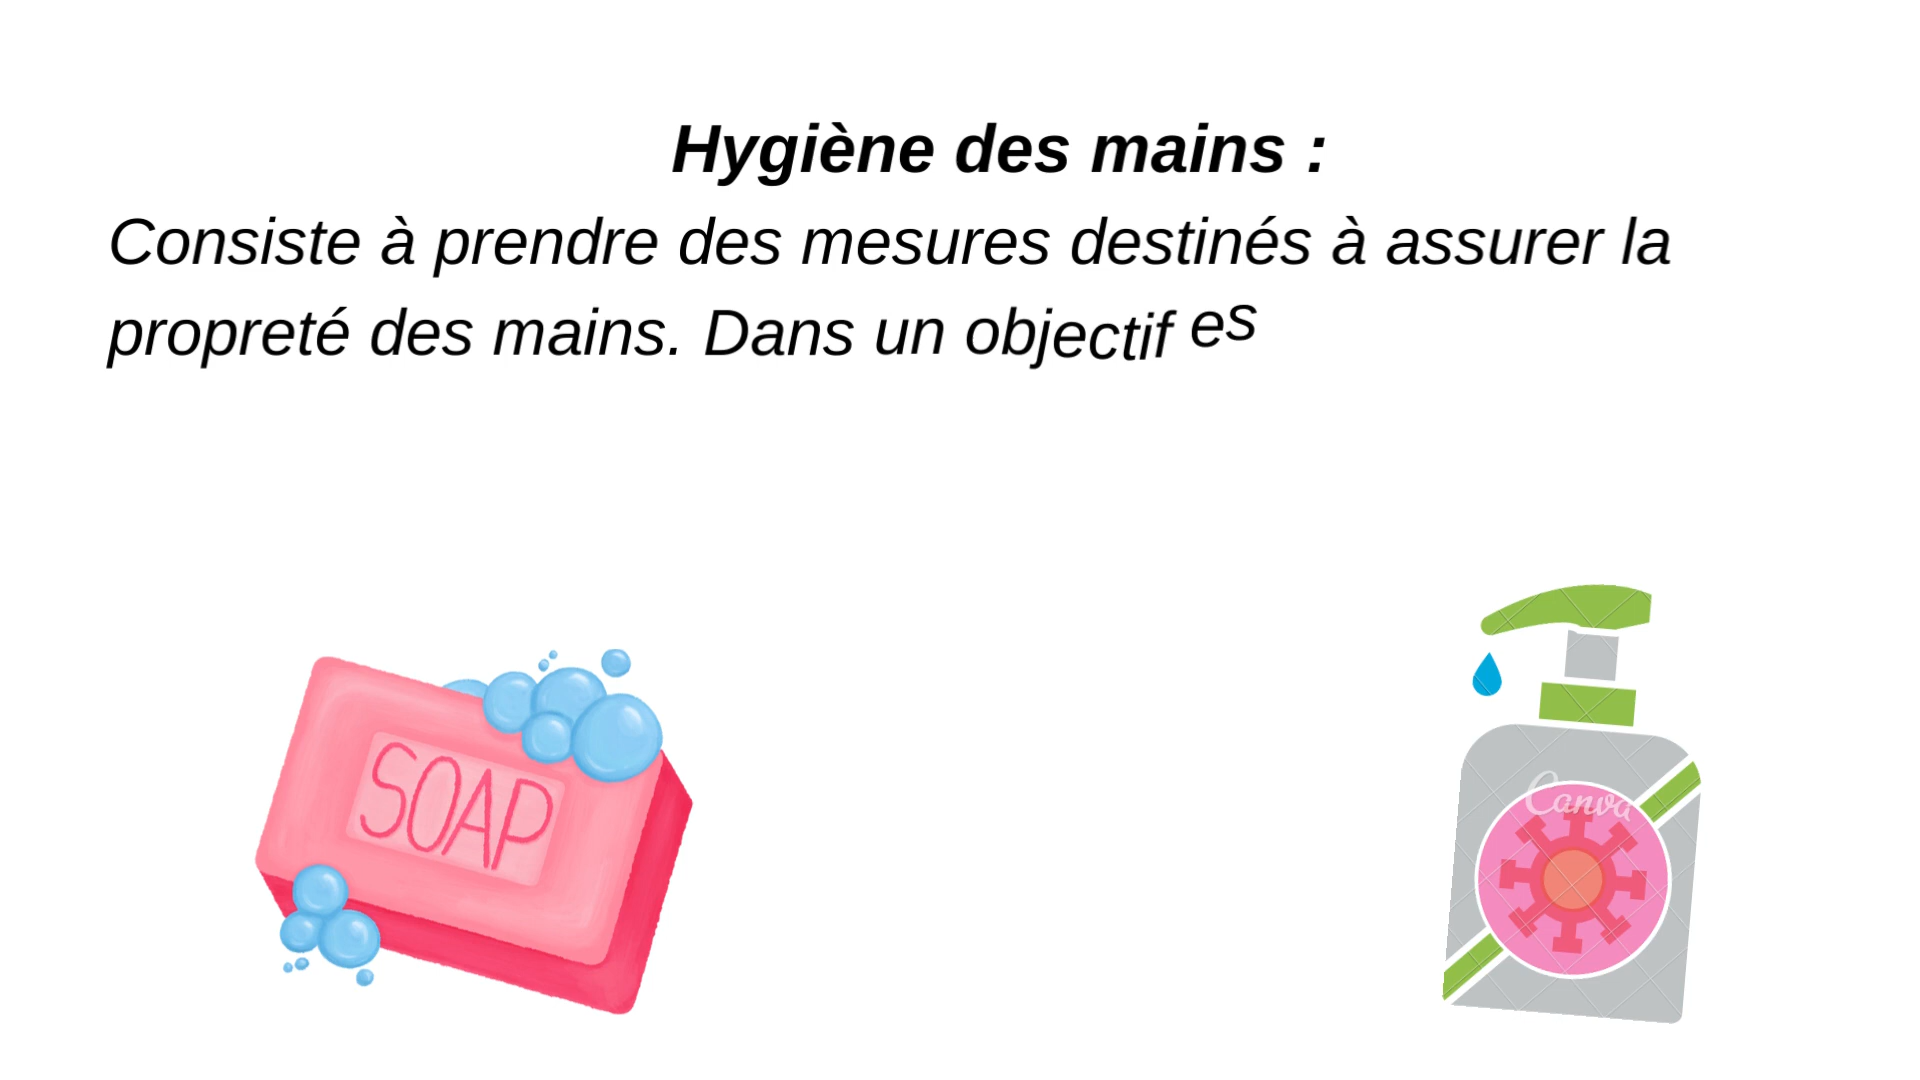 Hygiène des mains :
Consiste à prendre des mesures destinés à assurer la
propreté des mains. Dans un objectif es
SOAP
Canva